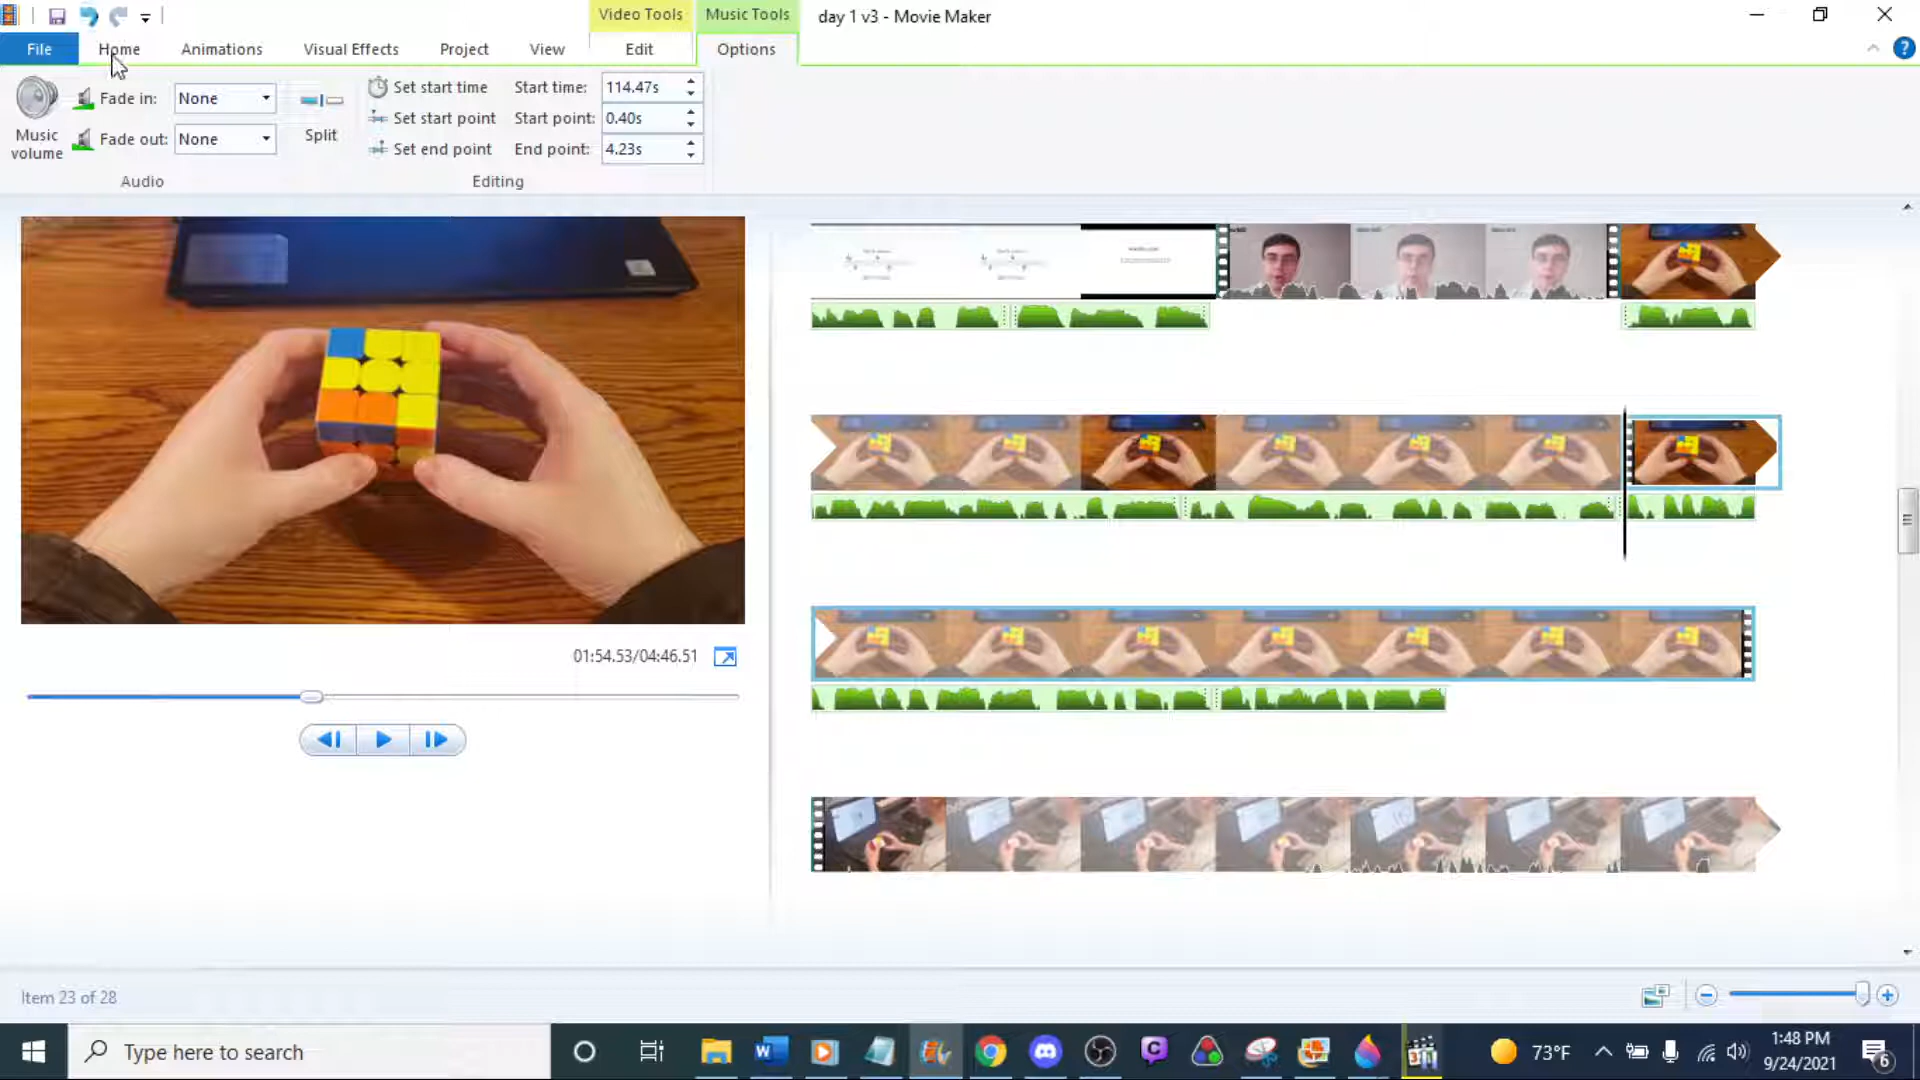 Video Tools
Music Tools
day 1 v3 - Movie Maker
File
Home
Animations
Visual Effects
Project
View
Edit
Options
Music volume
Fade in:
None
Fade out:
None
Split
Set start time
Start time:
114.47s
Set start point
Start point:
0.40s
Set end point
End point:
4.23s
Audio
Editing
01:54.53/04:46.51
Item 23 of 28
Type here to search
73°F
1:48 PM
9/24/2021
6